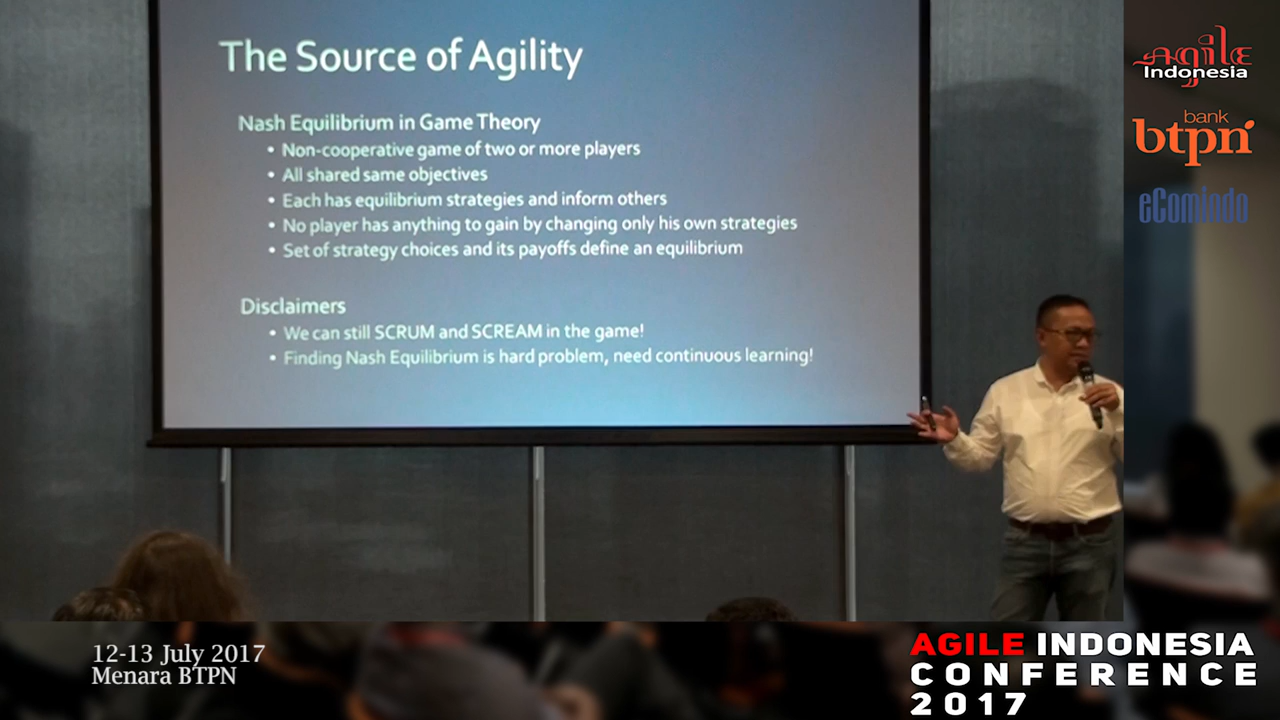 The Source of Agility
Nash Equilibrium in Game Theory
• Non-cooperative game of two or more players
• All shared same objectives
• Each has equilibrium strategies and inform others
• No player has anything to gain by changing only his own strategies
• Set of strategy choices and its payoffs define an equilibrium
Disclaimers
• We can still SCRUM and SCREAM in the game!
• Finding Nash Equilibrium is hard problem, need continuous learning!
agile
Indonesia
bank
btpn
eComindo
12-13 July 2017
Menara BTPN
AGILE INDONESIA
CONFERENCE
2017